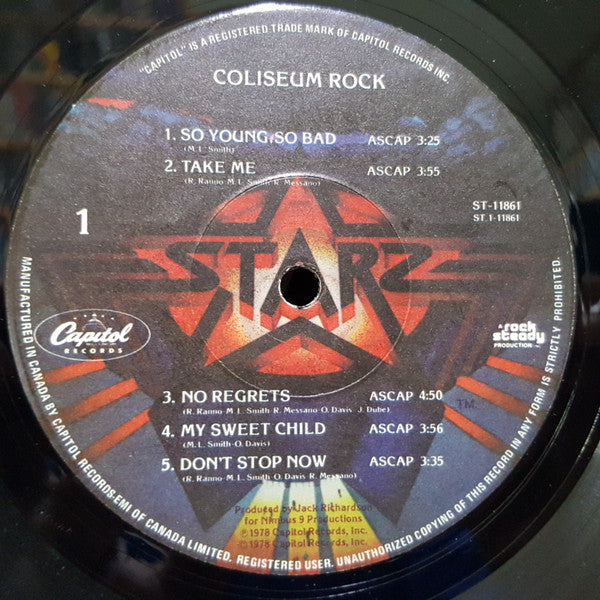 "CAPITOL" IS A REGISTERED TRADE MARK OF CAPITOL RECORDS INC.
COLISEUM ROCK
1. SO YOUNG, SO BAD ASCAP 3:25
(M.L. Smith)
2. TAKE ME ASCAP 3:55
(R. Ranno-M.L. Smith-R. Messano)
ST-11861
ST.1-11861
1
STARZ
Capitol
RECORDS
A
rock
steady
PRODUCTION
TM
3. NO REGRETS ASCAP 4:50
(R. Ranno-M.L. Smith-R. Messano-O. Davis-J. Dube)
4. MY SWEET CHILD ASCAP 3:56
(M.L. Smith-O. Davis)
5. DON'T STOP NOW ASCAP 3:35
(R. Ranno-M.L. Smith-O. Davis-R. Messano)
Produced by Jack Richardson
for Nimbus 9 Productions
℗ 1978 Capitol Records, Inc.
© 1978 Capitol Records, Inc.
MANUFACTURED IN CANADA BY CAPITOL RECORDS-EMI OF CANADA LIMITED. REGISTERED USER. UNAUTHORIZED COPYING OF THIS RECORD IN ANY FORM IS STRICTLY PROHIBITED.